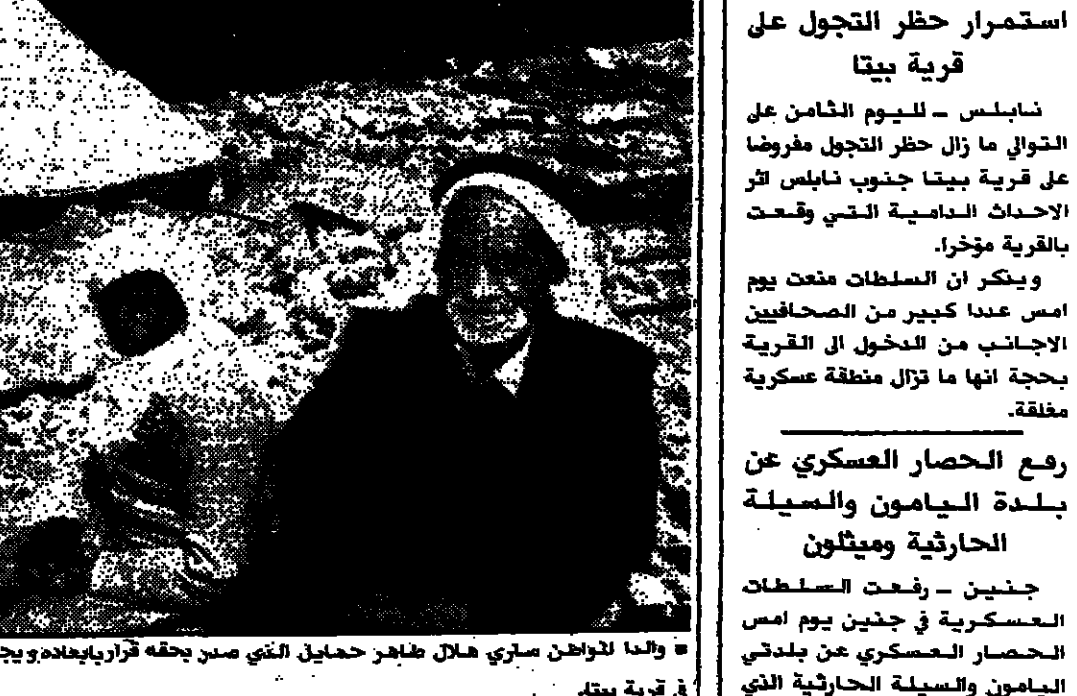 استمرار حظر التجول على
قرية بيتا
نابلس - لليوم الثامن على
التوالي ما زال حظر التجول مفروضا
على قرية بيتا جنوب نابلس اثر
الاحداث الدامية التي وقعت
بالقرية مؤخرا.
ويذكر ان السلطات منعت يوم
امس عددا كبير من الصحافيين
الاجانب من الدخول الى القرية
بحجة انها ما تزال منطقة عسكرية
مغلقة.
رفع الحصار العسكري عن
بلدة اليامون والسيلة
الحارثية وميثلون
جنين - رفعت السلطات
العسكرية في جنين يوم امس
الحصار العسكري عن بلدتي
اليامون والسيلة الحارثية الذي
والدا المواطن ساري هلال طاهر حمايل الذي صدر بحقه قرار بابعاده ويج
في قرية بيتا.